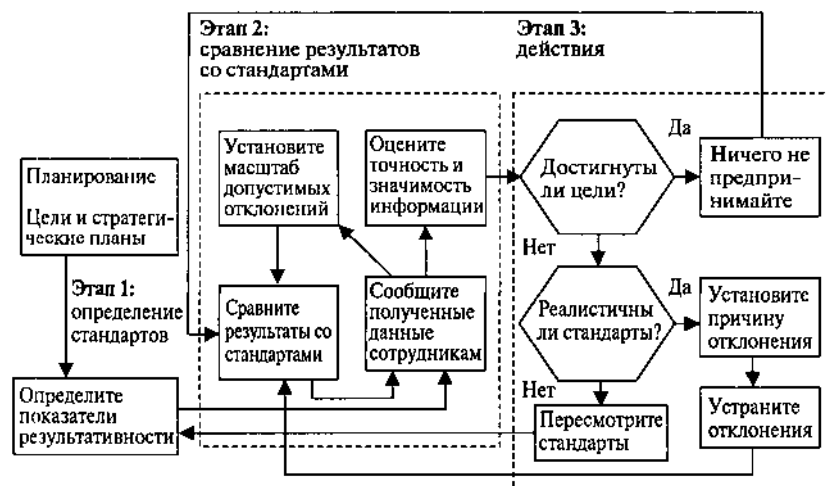 Этап 2:
сравнение результатов
со стандартами
Этап 3:
действия
Планирование
Цели и стратеги-
ческие планы
Этап 1:
определение
стандартов
Определите
показатели
результативности
Установите
масштаб
допустимых
отклонений
Оцените
точность и
значимость
информации
Сравните
результаты со
стандартами
Сообщите
полученные
данные
сотрудникам
Достигнуты
ли цели?
Да
Ничего не
предпри-
нимайте
Нет
Реалистичны
ли стандарты?
Да
Установите
причину
отклонения
Нет
Пересмотрите
стандарты
Устраните
отклонения